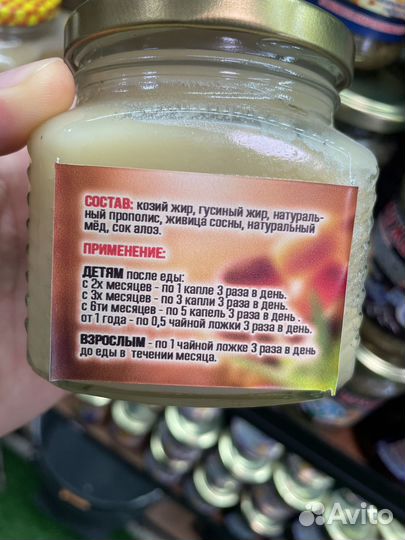 СОСТАВ: козий жир, гусиный жир, натураль-
ный прополис, живица сосны, натуральный
мёд, сок алоэ.
ПРИМЕНЕНИЕ:
ДЕТЯМ после еды:
с 2х месяцев - по 1 капле 3 раза в день.
с 3х месяцев - по 3 капли 3 раза в день.
с 6ти месяцев - по 5 капель 3 раза в день .
от 1 года - по 0,5 чайной ложки 3 раза в день.
ВЗРОСЛЫМ - по 1 чайной ложке 3 раза в день
до еды в течении месяца.
Avito